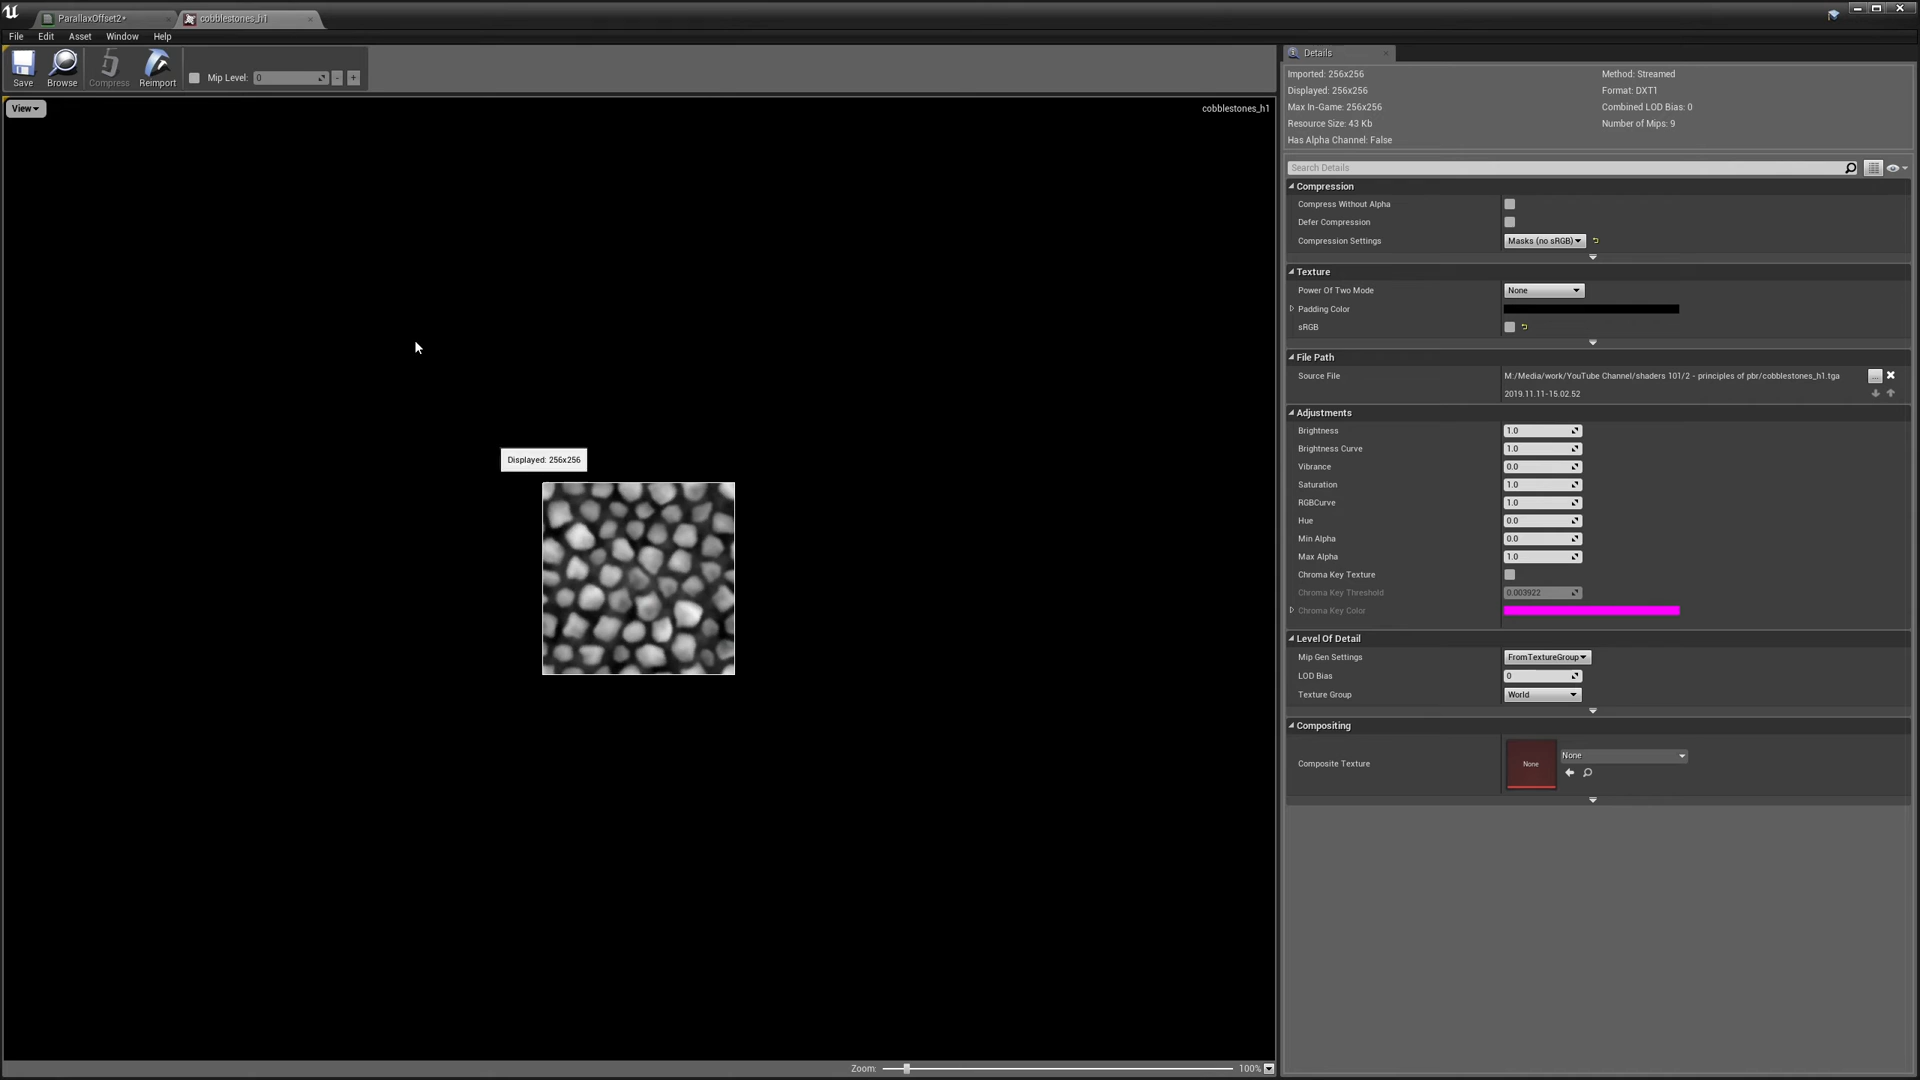 ParallaxOffset2*
cobblestones_h1
File Edit Asset Window Help
Save Browse Compress Reimport Mip Level: 0 - +
View
cobblestones_h1
Displayed: 256x256
Zoom: 100%
Details
Imported: 256x256 Method: Streamed
Displayed: 256x256 Format: DXT1
Max In-Game: 256x256 Combined LOD Bias: 0
Resource Size: 43 Kb Number of Mips: 9
Has Alpha Channel: False
Search Details
Compression
Compress Without Alpha
Defer Compression
Compression Settings Masks (no sRGB)
Texture
Power Of Two Mode None
Padding Color
sRGB
File Path
Source File M:/Media/work/YouTube Channel/shaders 101/2 - principles of pbr/cobblestones_h1.tga ...
2019.11.11-15.02.52
Adjustments
Brightness 1.0
Brightness Curve 1.0
Vibrance 0.0
Saturation 1.0
RGBCurve 1.0
Hue 0.0
Min Alpha 0.0
Max Alpha 1.0
Chroma Key Texture
Chroma Key Threshold 0.003922
Chroma Key Color
Level Of Detail
Mip Gen Settings FromTextureGroup
LOD Bias 0
Texture Group World
Compositing
Composite Texture None None